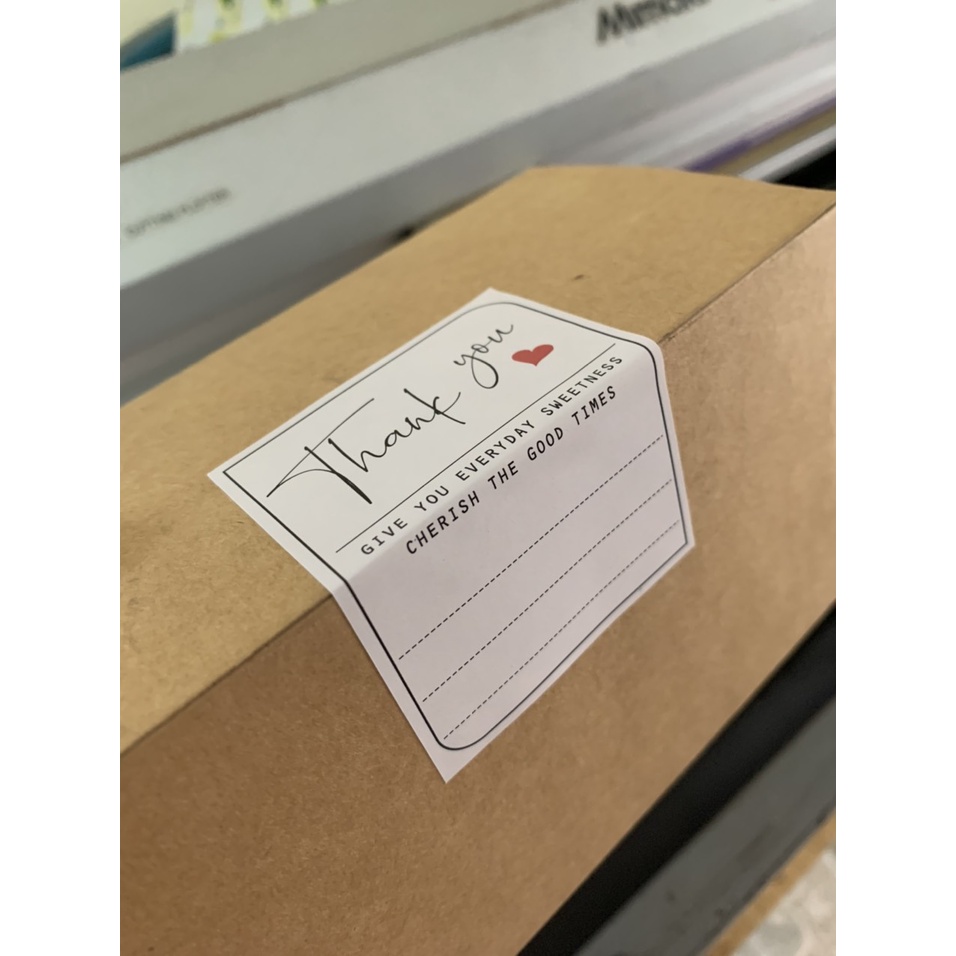 Thank you
GIVE YOU EVERYDAY SWEETNESS
CHERISH THE GOOD TIMES